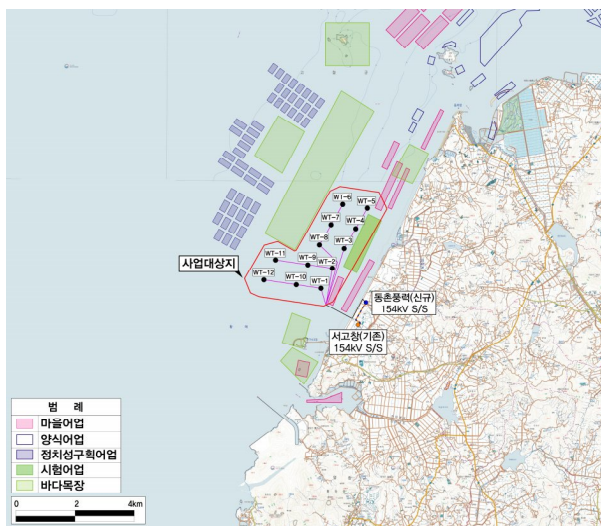 WT-6
WT-5
WT-7
WT-4
WT-8
WT-3
WT-11
WT-9
WT-2
사업대상지
WT-12
WT-10
WT-1
동촌풍력(신규)
154kV S/S
서고창(기존)
154kV S/S
범 례
마을어업
양식어업
정치성구획어업
시험어업
바다목장
0 2 4km